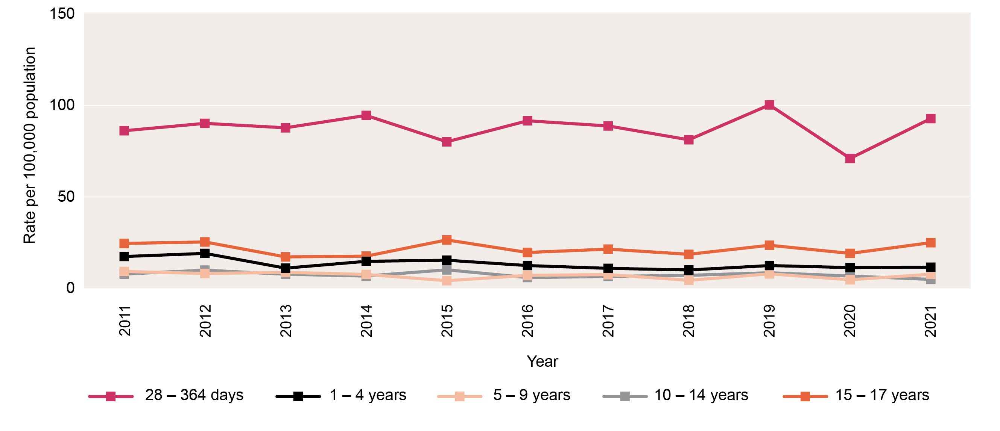 150
100
50
0
Rate per 100,000 population
2011
2012
2013
2014
2015
2016
2017
2018
2019
2020
2021
Year
28 – 364 days
1 – 4 years
5 – 9 years
10 – 14 years
15 – 17 years